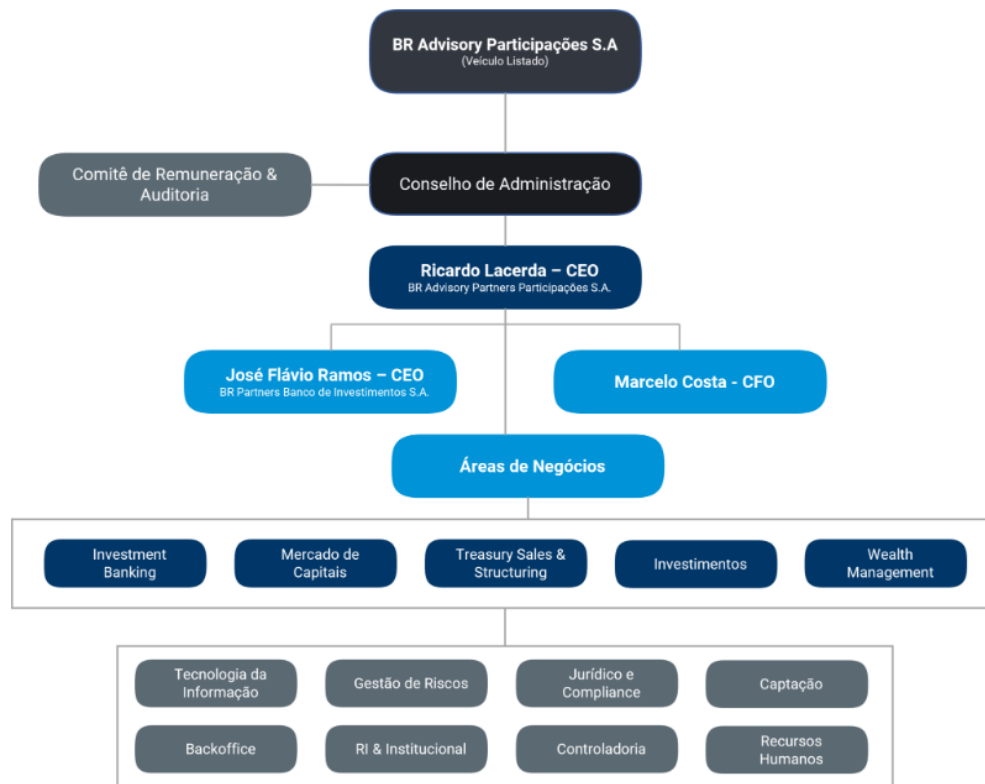 BR Advisory Participações S.A
(Veículo Listado)
Comitê de Remuneração &
Auditoria
Conselho de Administração
Ricardo Lacerda – CEO
BR Advisory Partners Participações S.A.
José Flávio Ramos – CEO
BR Partners Banco de Investimentos S.A.
Marcelo Costa - CFO
Áreas de Negócios
Investment
Banking
Mercado de
Capitais
Treasury Sales &
Structuring
Investimentos
Wealth
Management
Tecnologia da
Informação
Gestão de Riscos
Jurídico e
Compliance
Captação
Backoffice
RI & Institucional
Controladoria
Recursos
Humanos